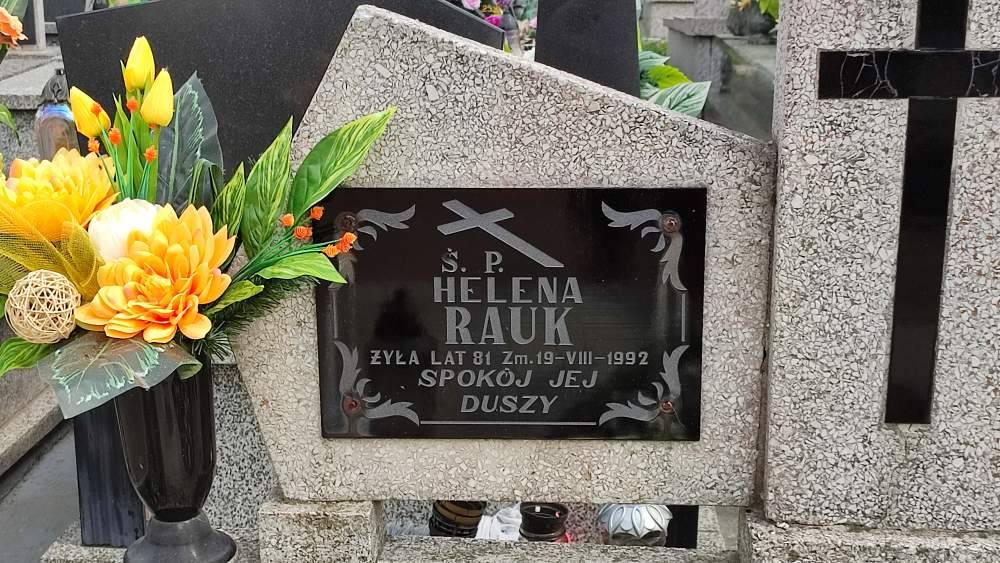 Ś. P.
HELENA
RAUK
ŻYŁA LAT 81 Zm. 19-VIII-1992
SPOKÓJ JEJ
DUSZY